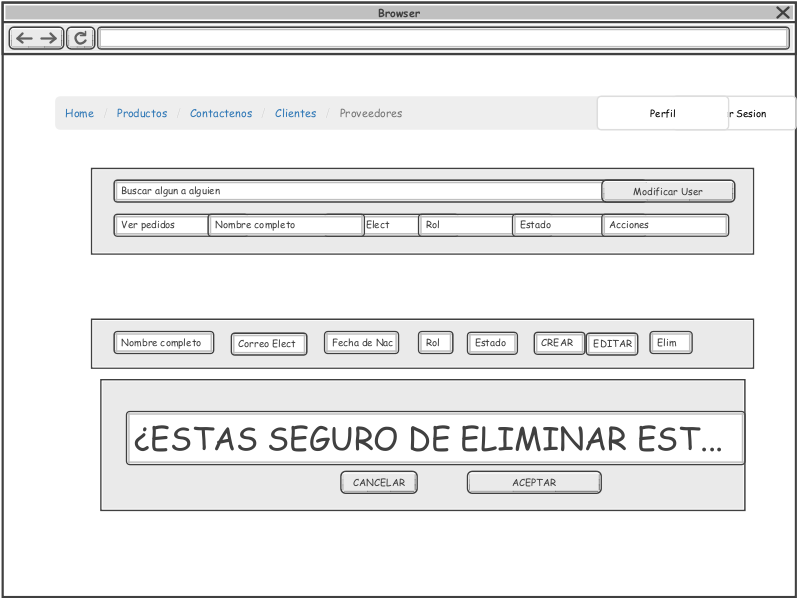 Browser
Home / Productos / Contactenos / Clientes / Proveedores Perfil r Sesion
Buscar algun a alguien Modificar User
Ver pedidos Nombre completo Elect Rol Estado Acciones
Nombre completo Correo Elect Fecha de Nac Rol Estado CREAR EDITAR Elim
¿ESTAS SEGURO DE ELIMINAR EST...
CANCELAR ACEPTAR